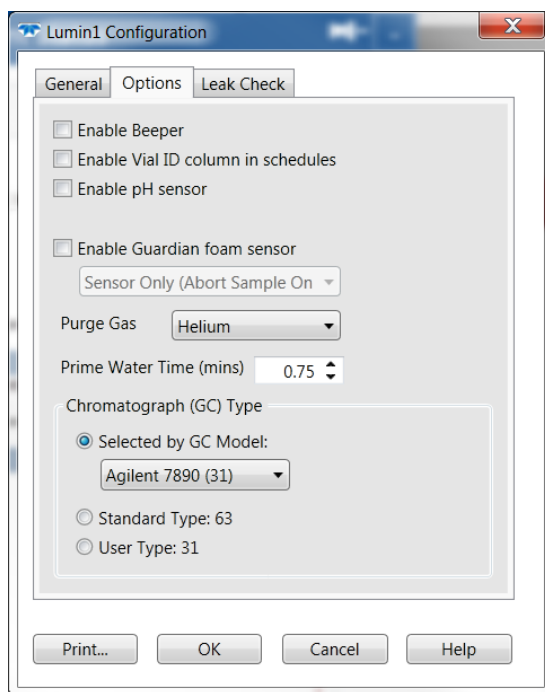 Lumin1 Configuration
General Options Leak Check
Enable Beeper
Enable Vial ID column in schedules
Enable pH sensor
Enable Guardian foam sensor
Sensor Only (Abort Sample On
Purge Gas Helium
Prime Water Time (mins) 0.75
Chromatograph (GC) Type
Selected by GC Model:
Agilent 7890 (31)
Standard Type: 63
User Type: 31
Print... OK Cancel Help